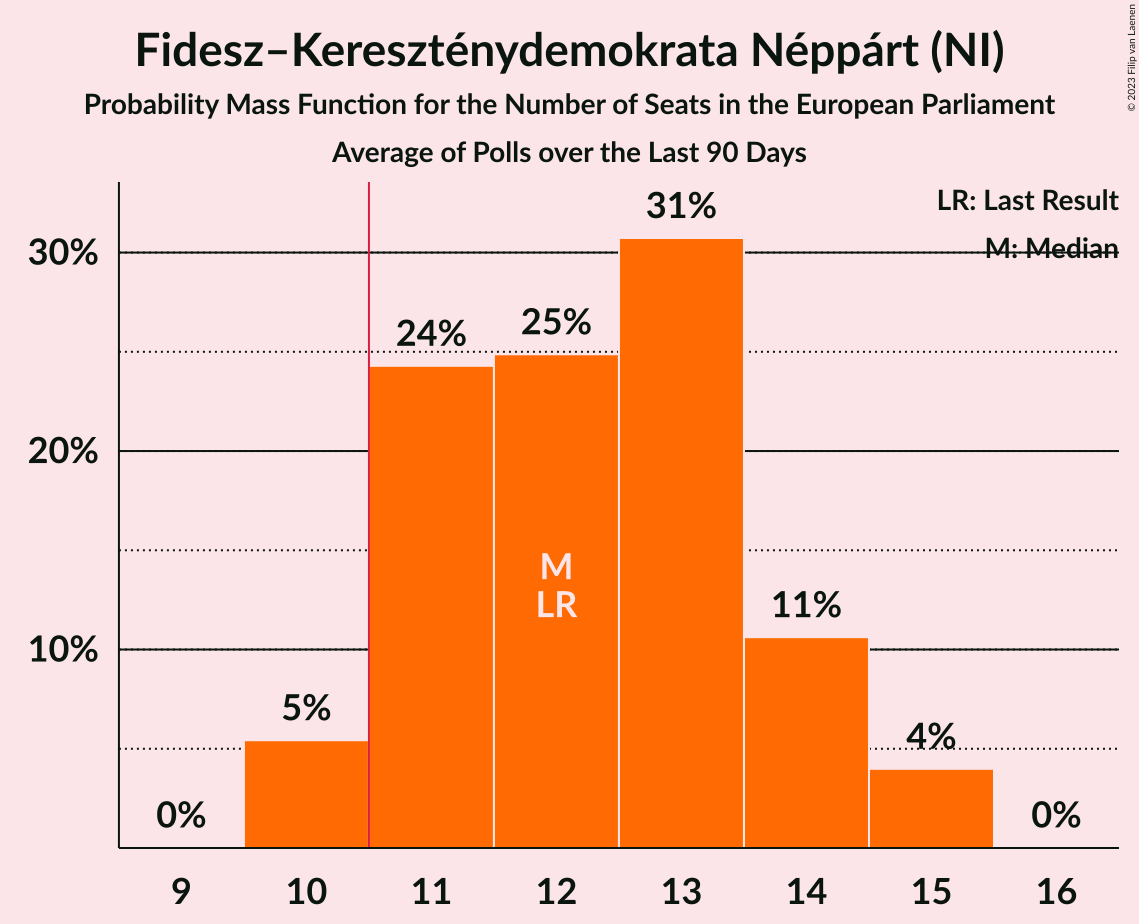 Fidesz–Kereszténydemokrata Néppárt (NI)
Probability Mass Function for the Number of Seats in the European Parliament
Average of Polls over the Last 90 Days
© 2023 Filip van Laenen
LR: Last Result
M: Median
30%
20%
10%
0%
5%
24%
25%
31%
11%
4%
0%
M
LR
9
10
11
12
13
14
15
16